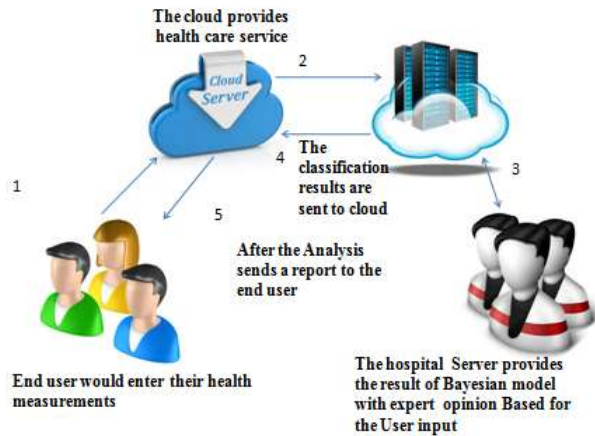 The cloud provides
health care service
2
Cloud
Server
The
classification
results are
sent to cloud
4
3
1
5
After the Analysis
sends a report to the
end user
End user would enter their health
measurements
The hospital Server provides
the result of Bayesian model
with expert opinion Based for
the User input